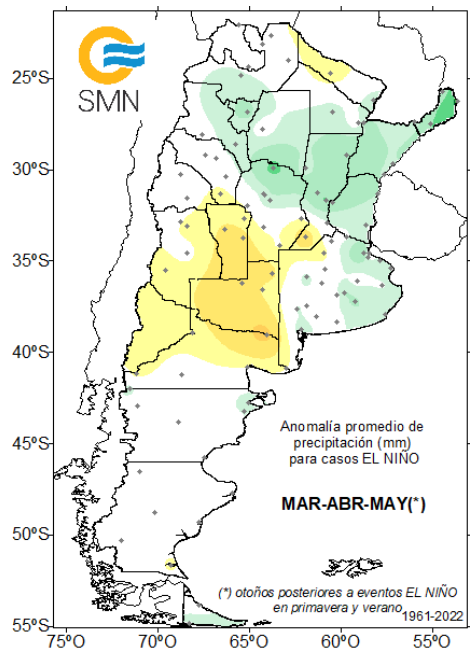 SMN
25°S
30°S
35°S
40°S
45°S
50°S
55°S
Anomalía promedio de
precipitación (mm)
para casos EL NIÑO
MAR-ABR-MAY(*)
(*) otoños posteriores a eventos EL NIÑO
en primavera y verano
1961-2022
75°O
70°O
65°O
60°O
55°O